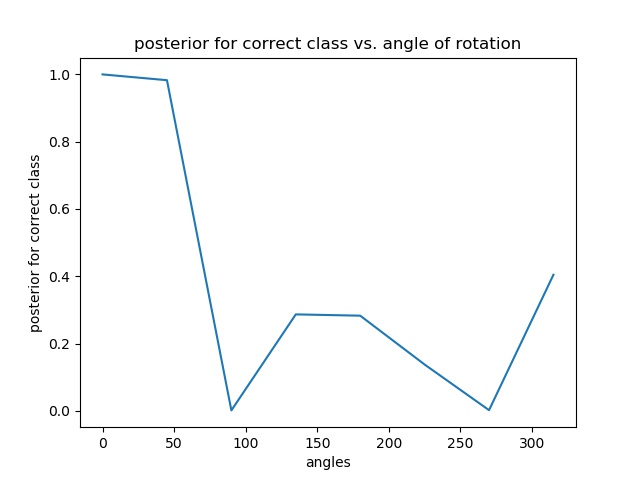 posterior for correct class vs. angle of rotation
1.0
0.8
0.6
0.4
0.2
0.0
posterior for correct class
0 50 100 150 200 250 300
angles